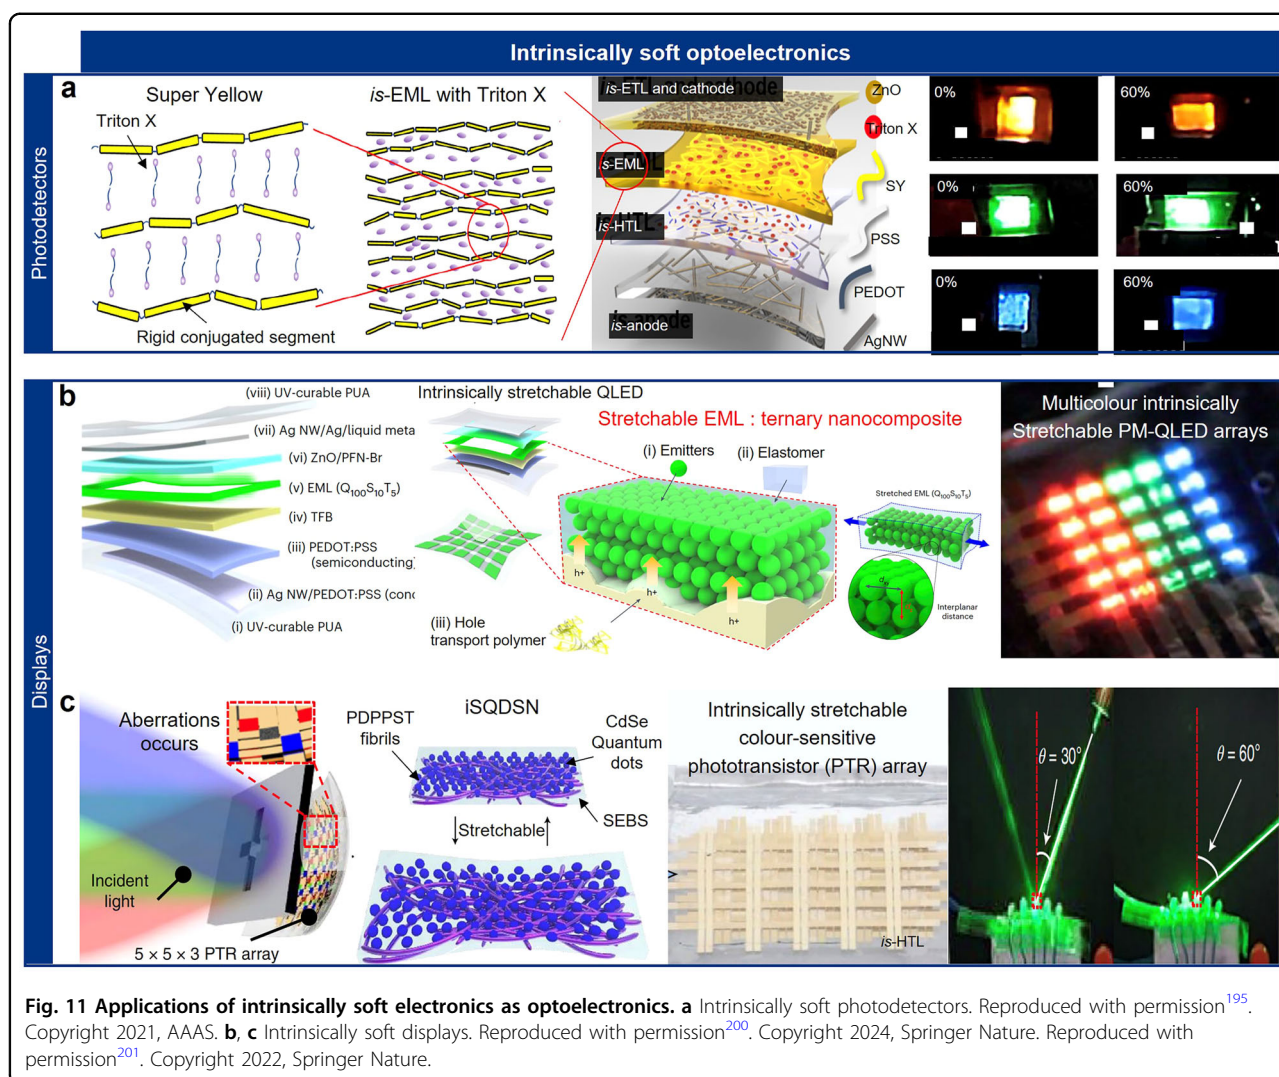 Intrinsically soft optoelectronics
Photodetectors
a
Super Yellow
Triton X
Rigid conjugated segment
is-EML with Triton X
is-ETL and cathode
is-EML
is-HTL
is-anode
ZnO
Triton X
SY
PSS
PEDOT
AgNW
0%
60%
0%
60%
0%
60%
Displays
b
(viii) UV-curable PUA
(vii) Ag NW/Ag/liquid meta
(vi) ZnO/PFN-Br
(v) EML (Q100S10T5)
(iv) TFB
(iii) PEDOT:PSS
(semiconducting)
(ii) Ag NW/PEDOT:PSS (conc
(i) UV-curable PUA
Intrinsically stretchable QLED
Stretchable EML : ternary nanocomposite
(i) Emitters
(ii) Elastomer
h+
h+
h+
(iii) Hole
transport polymer
Stretched EML (Q100S10T5)
Interplanar
distance
Multicolour intrinsically
Stretchable PM-QLED arrays
c
Aberrations
occurs
Incident
light
5 × 5 × 3 PTR array
iSQDSN
PDPPST
fibrils
CdSe
Quantum
dots
SEBS
Stretchable
Intrinsically stretchable
colour-sensitive
phototransistor (PTR) array
is-HTL
θ = 30°
θ = 60°
Fig. 11 Applications of intrinsically soft electronics as optoelectronics. a Intrinsically soft photodetectors. Reproduced with permission195.
Copyright 2021, AAAS. b, c Intrinsically soft displays. Reproduced with permission200. Copyright 2024, Springer Nature. Reproduced with
permission201. Copyright 2022, Springer Nature.